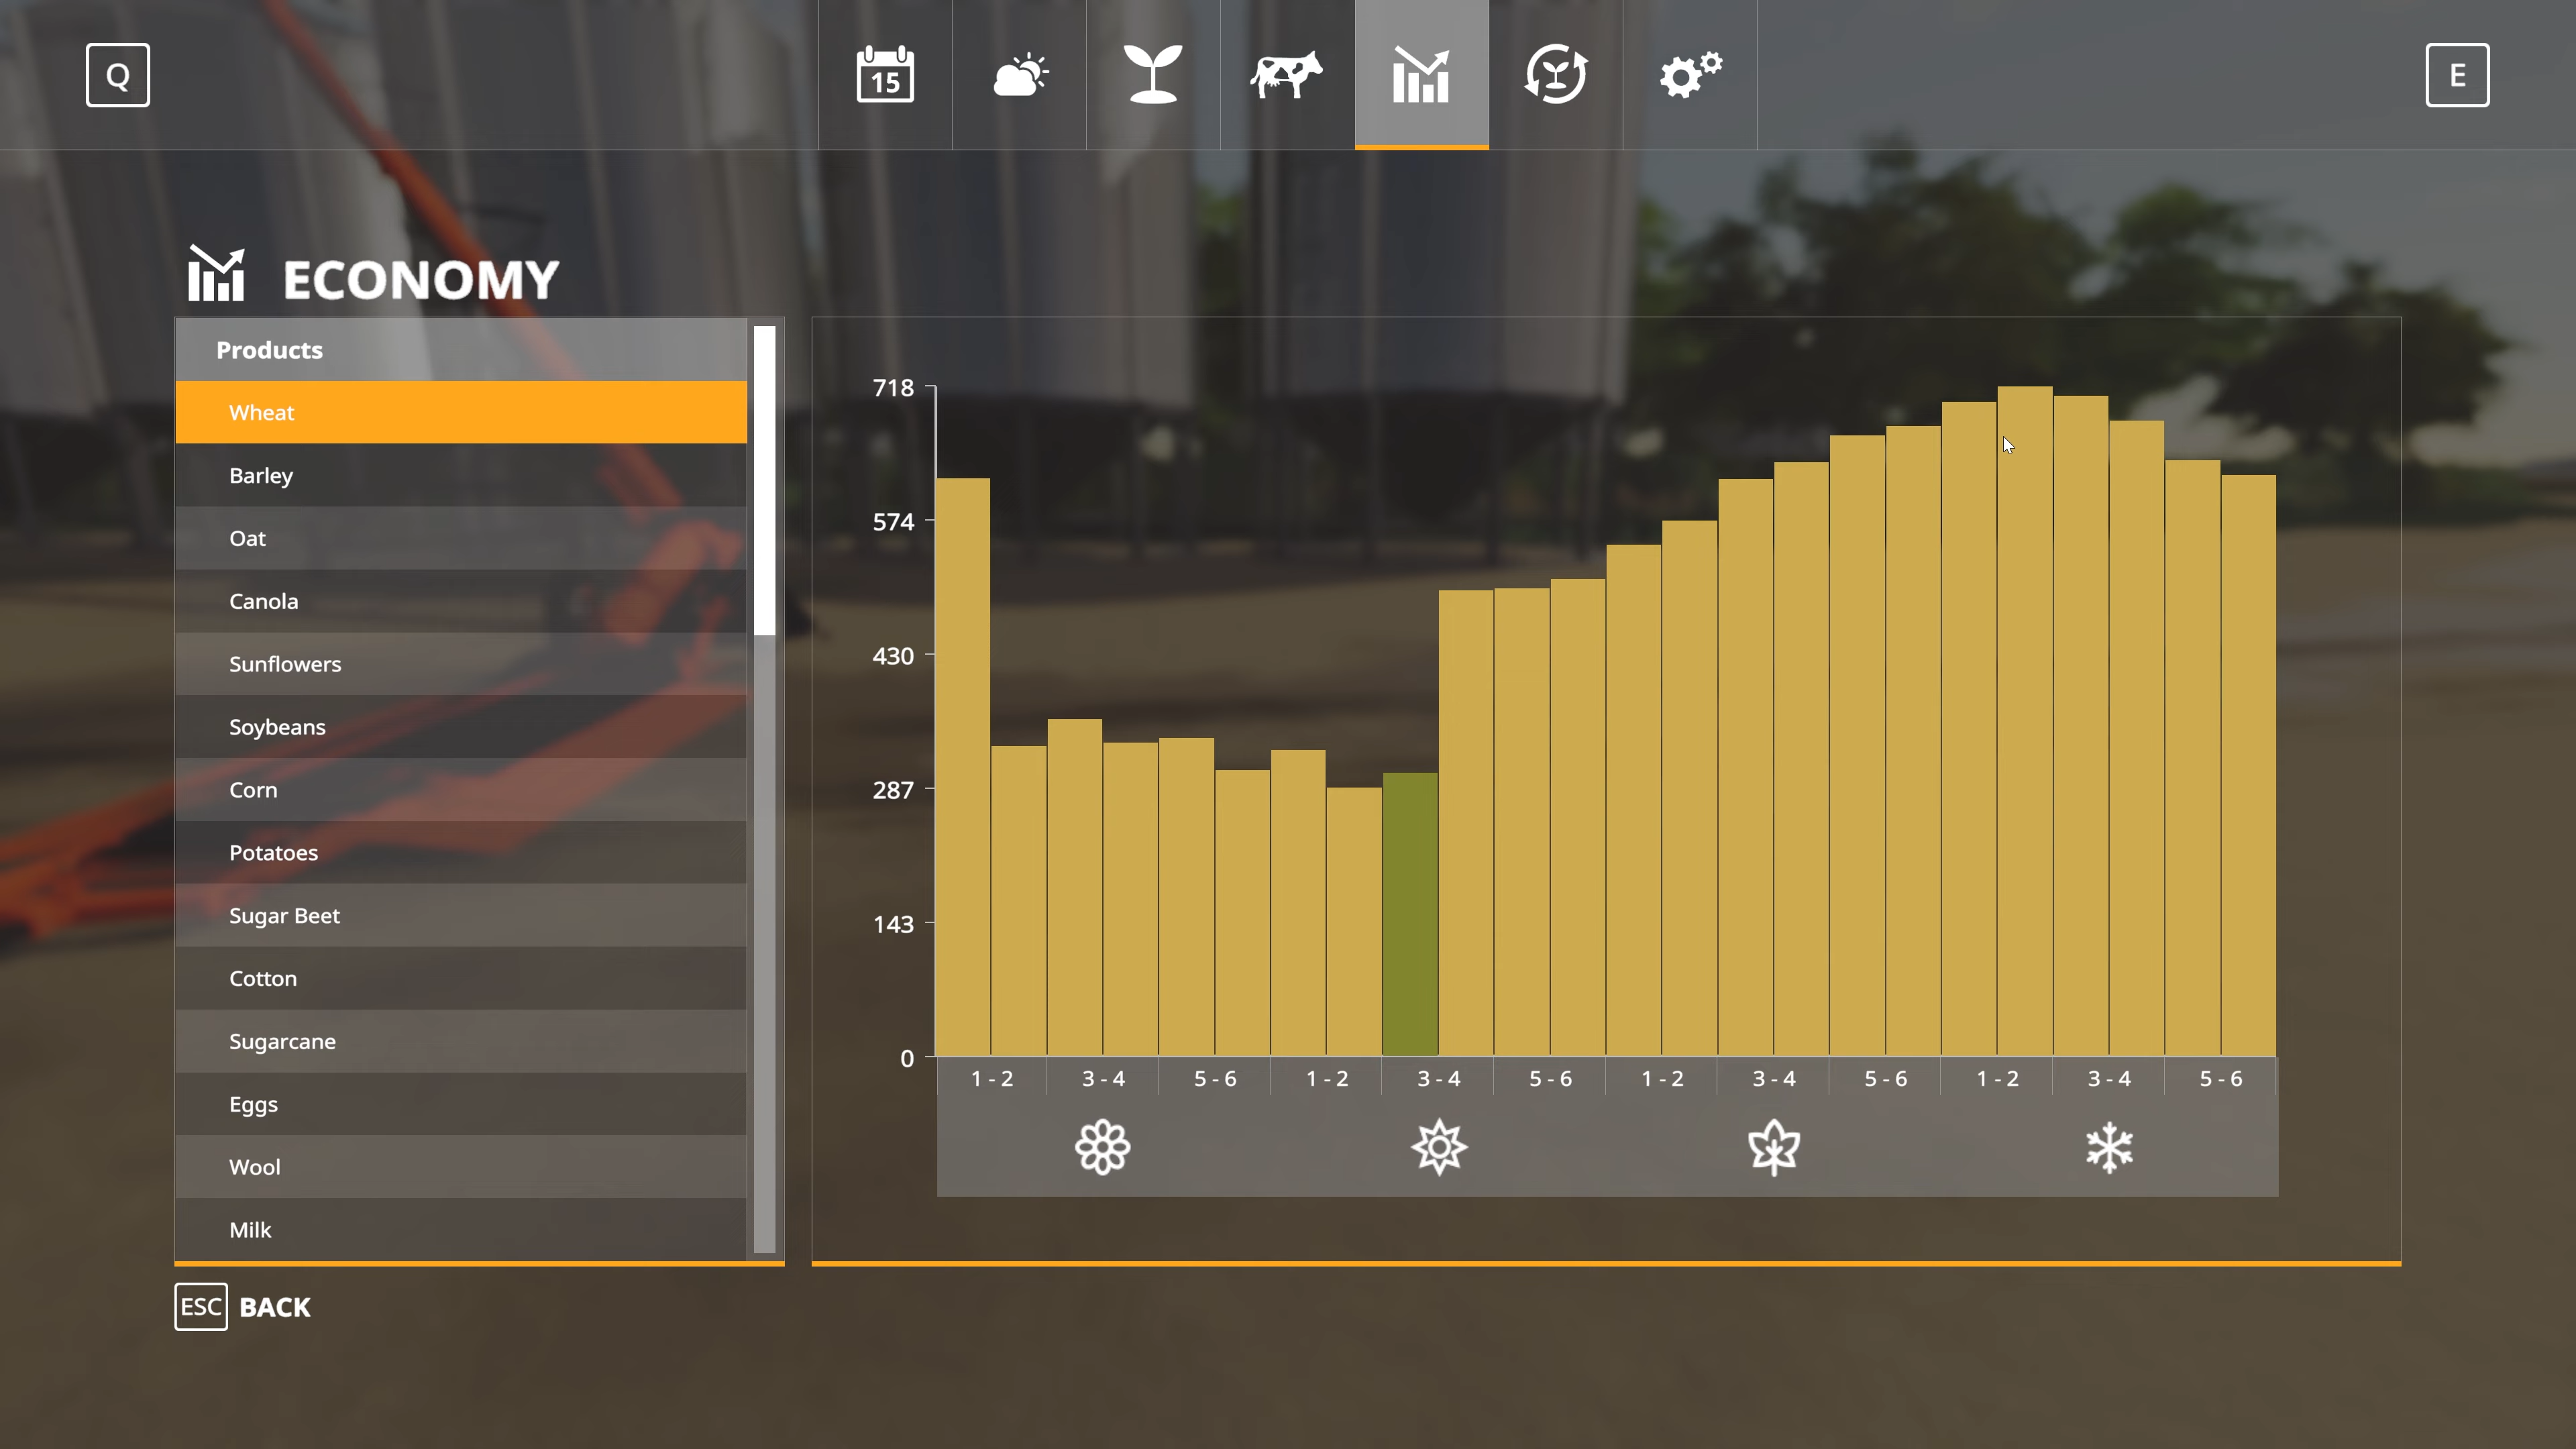 Q
15
E
ECONOMY
Products
Wheat
Barley
Oat
Canola
Sunflowers
Soybeans
Corn
Potatoes
Sugar Beet
Cotton
Sugarcane
Eggs
Wool
Milk
718
574
430
287
143
0
1 - 2 3 - 4 5 - 6 1 - 2 3 - 4 5 - 6 1 - 2 3 - 4 5 - 6 1 - 2 3 - 4 5 - 6
ESC BACK